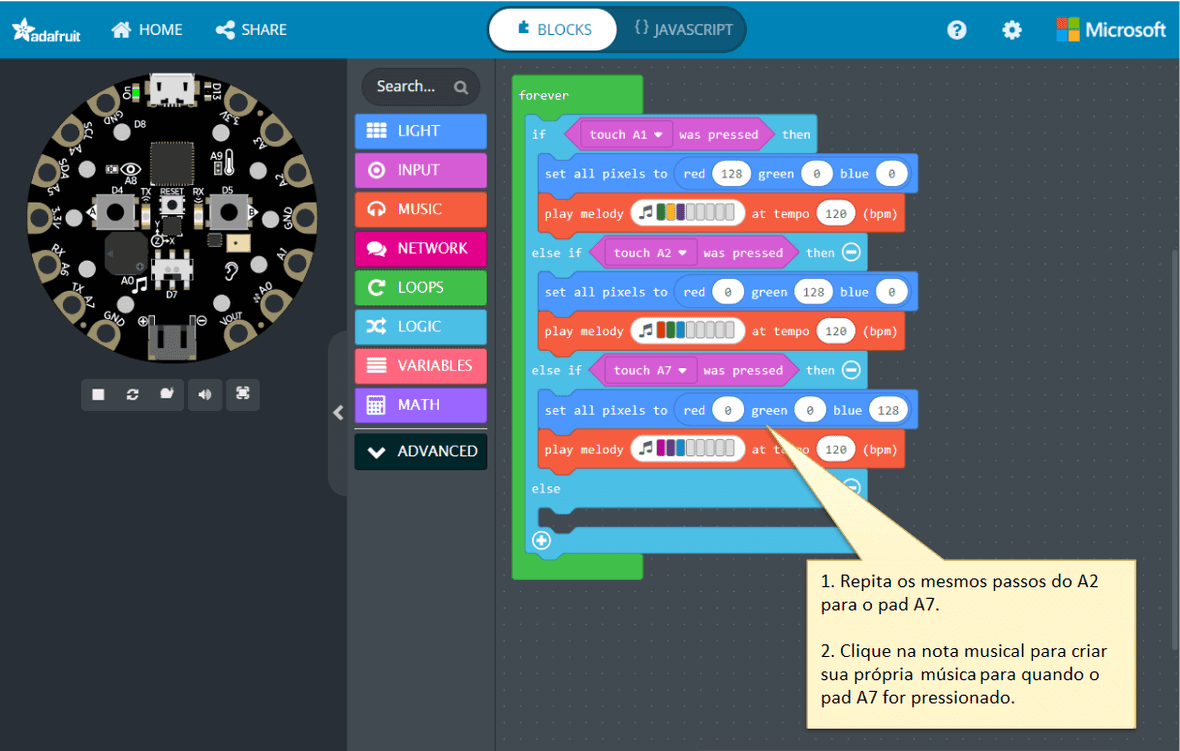 adafruit
HOME
SHARE
BLOCKS
{} JAVASCRIPT
?
Microsoft
ON
D13
GND
3.3V
SCL
D8
A4
A3
SDA
A9
A5
A8
A2
D4
TX
RESET
RX
D5
3.3V
A
B
GND
Y
Z
X
RX
A6
A1
A0
TX
A7
D7
A0
GND
VOUT
Search...
LIGHT
INPUT
MUSIC
NETWORK
LOOPS
LOGIC
VARIABLES
MATH
ADVANCED
forever
if touch A1 was pressed then
set all pixels to red 128 green 0 blue 0
play melody at tempo 120 (bpm)
else if touch A2 was pressed then
set all pixels to red 0 green 128 blue 0
play melody at tempo 120 (bpm)
else if touch A7 was pressed then
set all pixels to red 0 green 0 blue 128
play melody at tempo 120 (bpm)
else
1. Repita os mesmos passos do A2
para o pad A7.
2. Clique na nota musical para criar
sua própria música para quando o
pad A7 for pressionado.